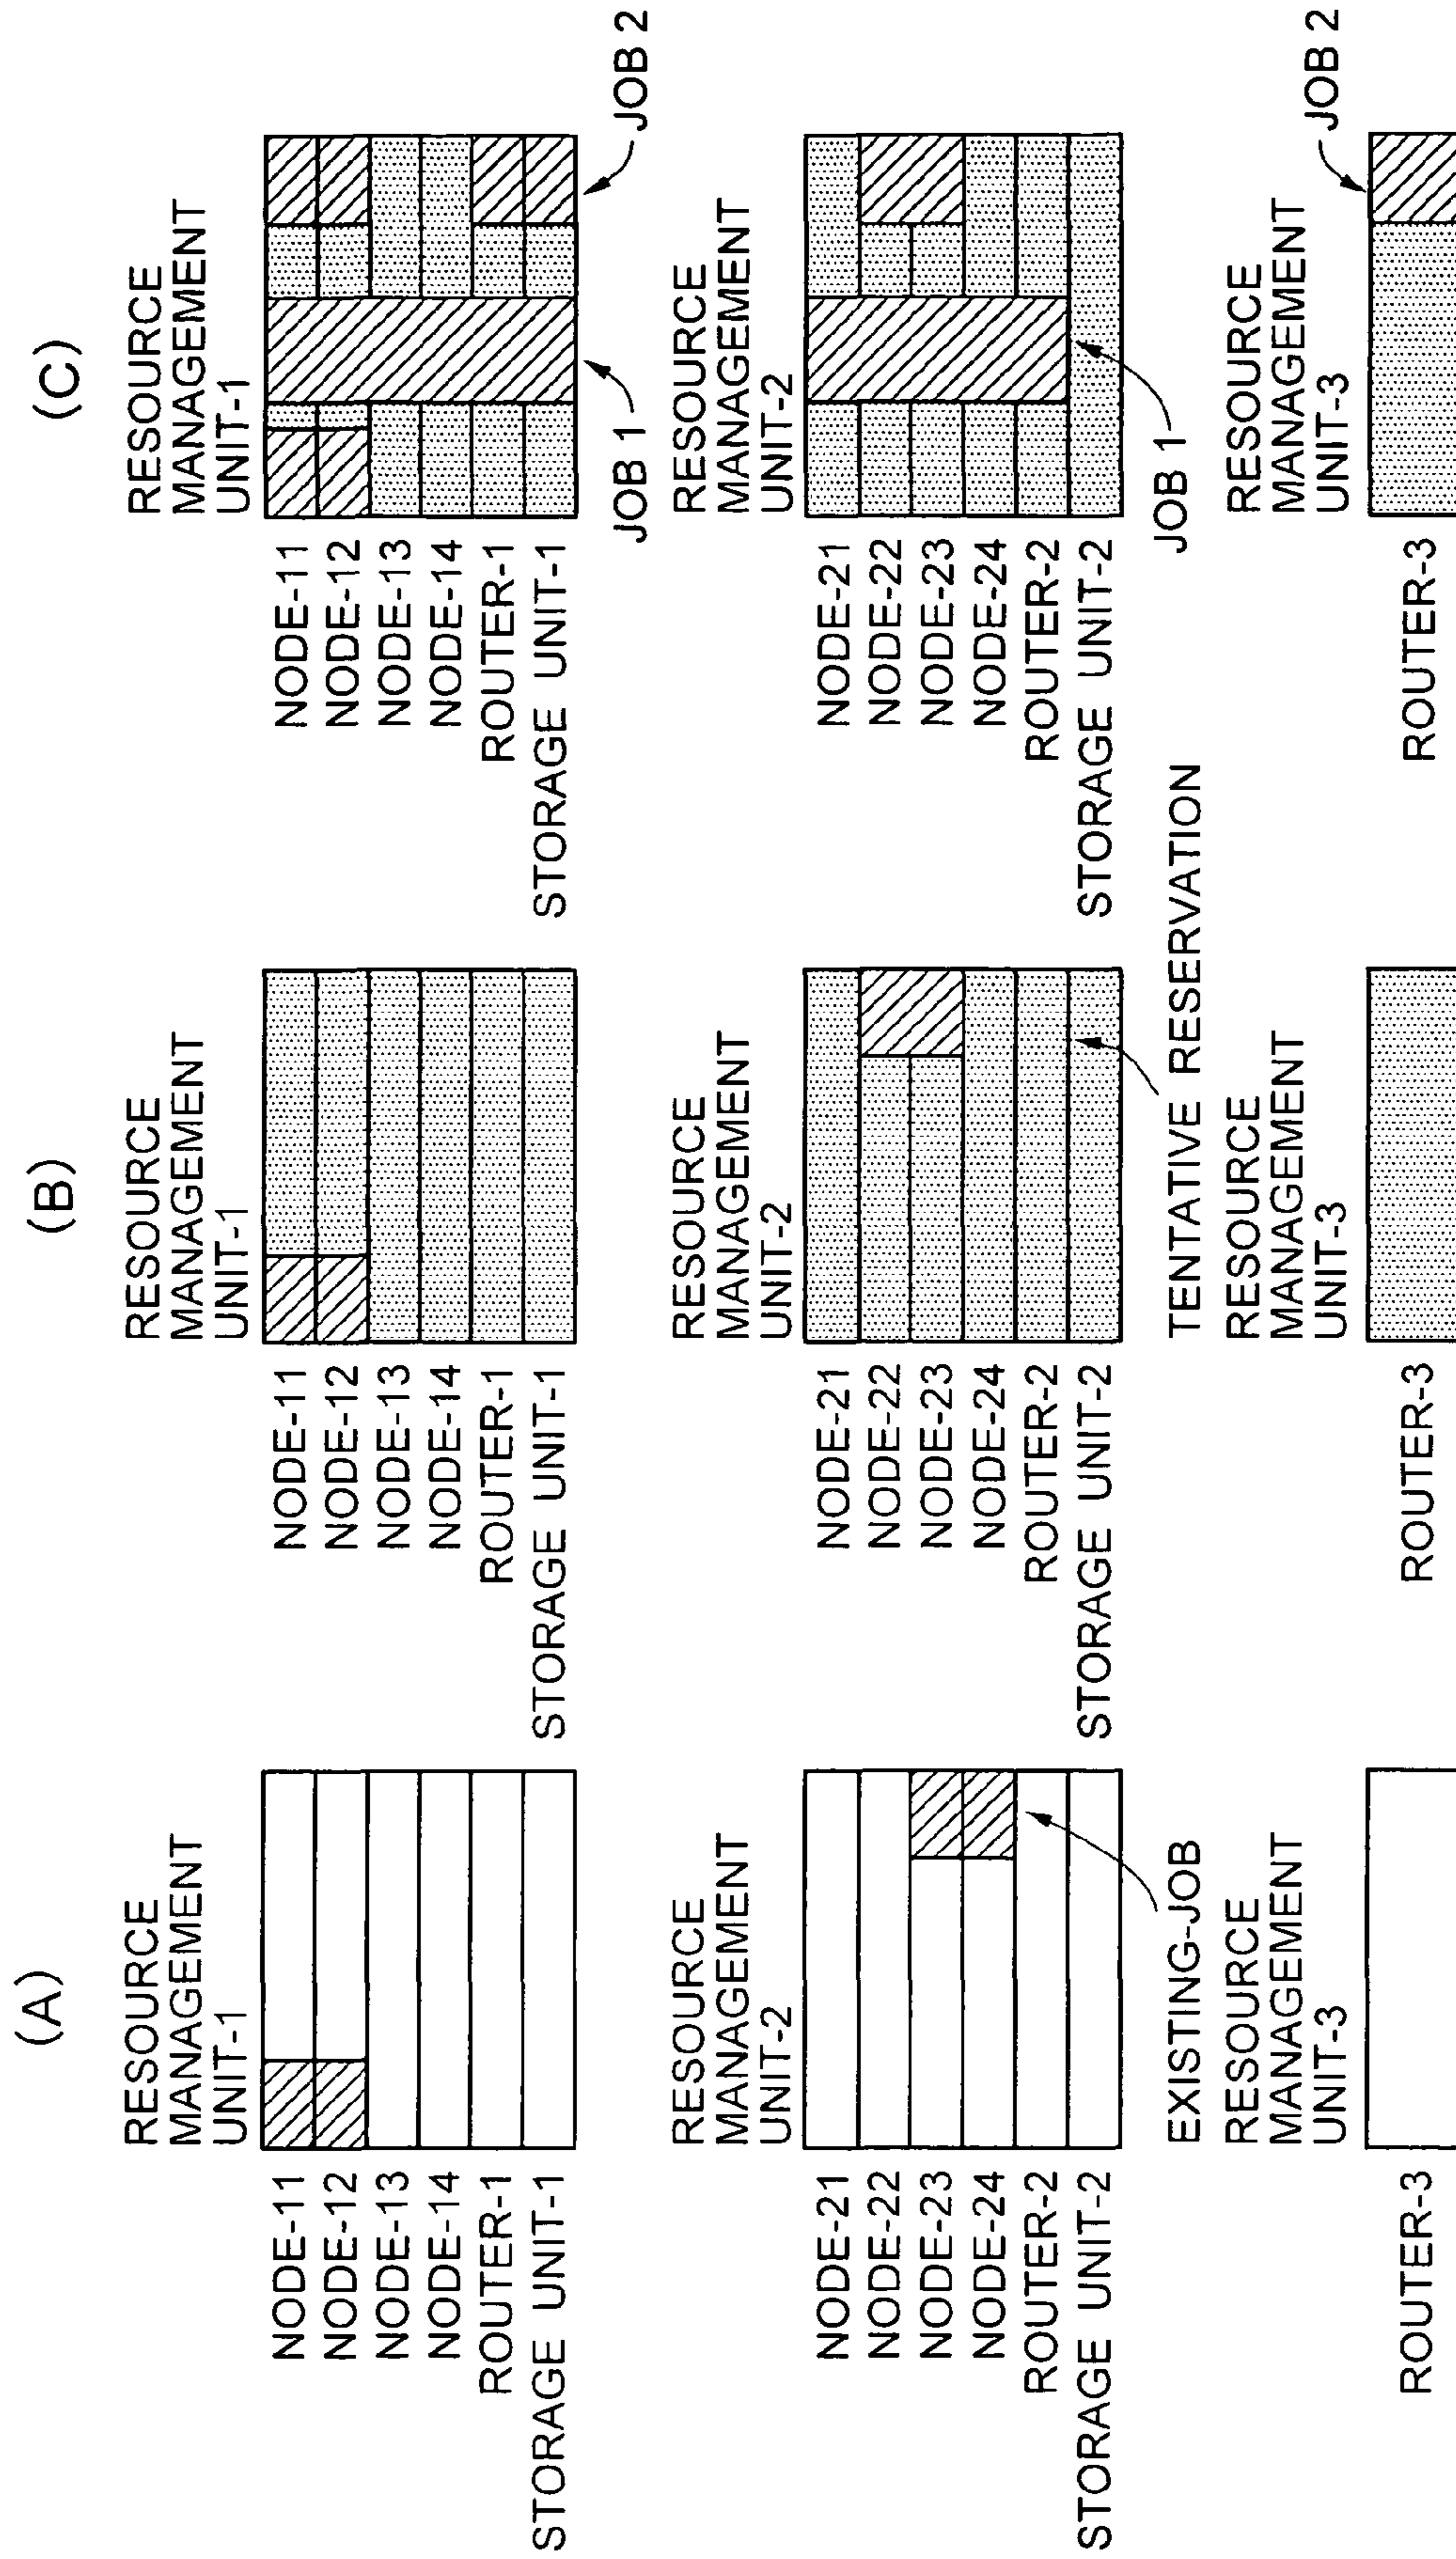 (A)
RESOURCE
MANAGEMENT
UNIT-1
NODE-11
NODE-12
NODE-13
NODE-14
ROUTER-1
STORAGE UNIT-1
RESOURCE
MANAGEMENT
UNIT-2
NODE-21
NODE-22
NODE-23
NODE-24
ROUTER-2
STORAGE UNIT-2
EXISTING-JOB
RESOURCE
MANAGEMENT
UNIT-3
ROUTER-3
(B)
RESOURCE
MANAGEMENT
UNIT-1
NODE-11
NODE-12
NODE-13
NODE-14
ROUTER-1
STORAGE UNIT-1
RESOURCE
MANAGEMENT
UNIT-2
NODE-21
NODE-22
NODE-23
NODE-24
ROUTER-2
STORAGE UNIT-2
TENTATIVE RESERVATION
RESOURCE
MANAGEMENT
UNIT-3
ROUTER-3
(C)
RESOURCE
MANAGEMENT
UNIT-1
NODE-11
NODE-12
NODE-13
NODE-14
ROUTER-1
STORAGE UNIT-1
JOB 1
JOB 2
RESOURCE
MANAGEMENT
UNIT-2
NODE-21
NODE-22
NODE-23
NODE-24
ROUTER-2
STORAGE UNIT-2
JOB 1
RESOURCE
MANAGEMENT
UNIT-3
JOB 2
ROUTER-3